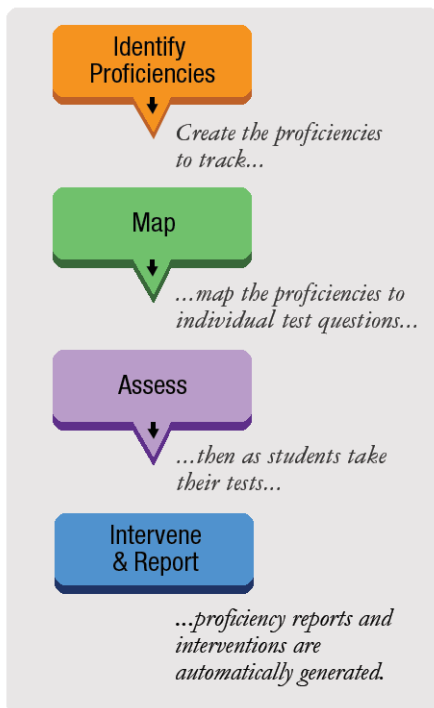 Identify
Proficiencies
Create the proficiencies
to track...
Map
...map the proficiencies to
individual test questions...
Assess
...then as students take
their tests...
Intervene
& Report
...proficiency reports and
interventions are
automatically generated.